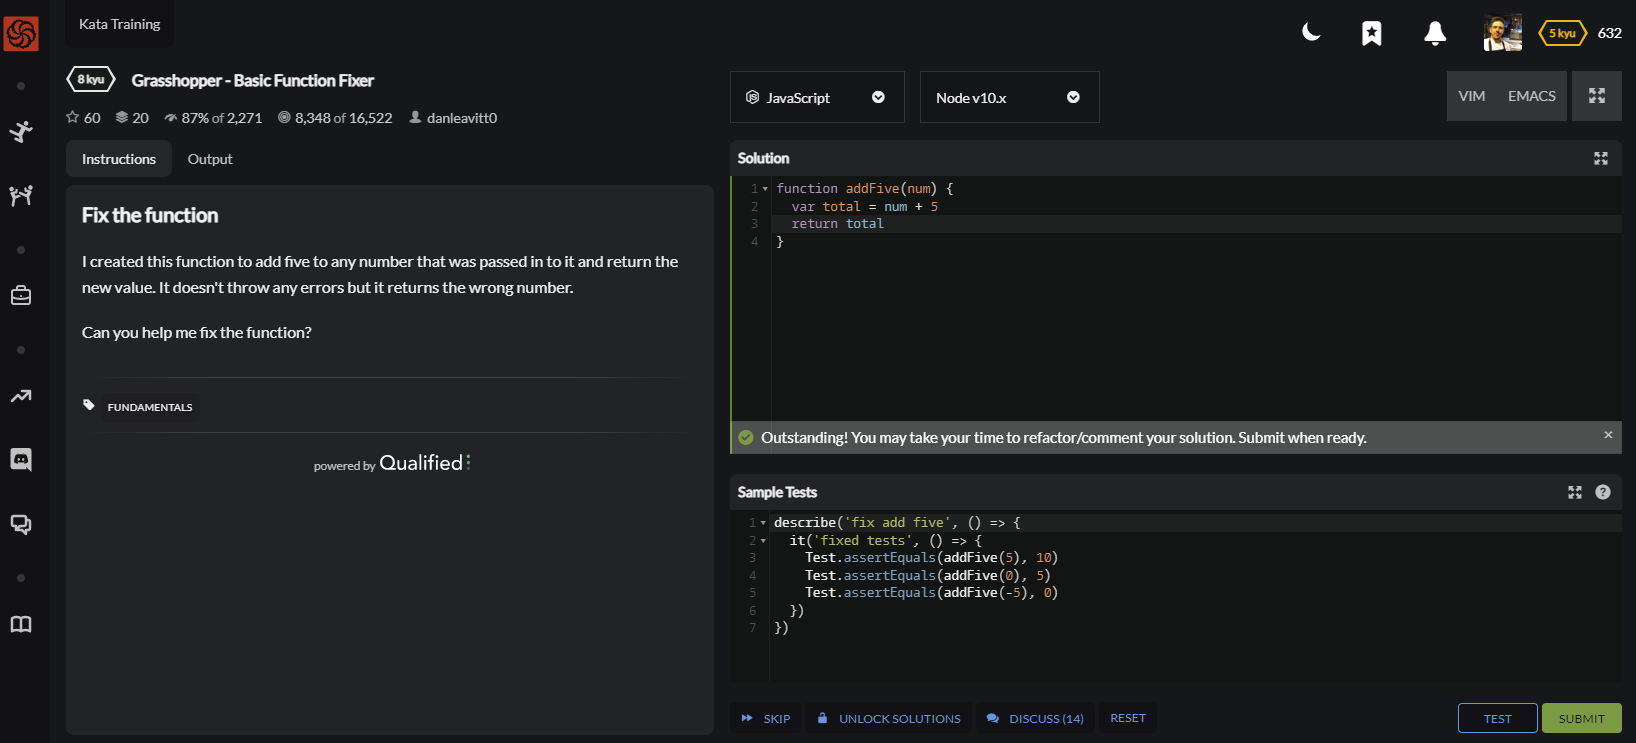 Kata Training
5 kyu
632
8 kyu
Grasshopper - Basic Function Fixer
60
20
87% of 2,271
8,348 of 16,522
danleavitt0
Instructions
Output
Fix the function
I created this function to add five to any number that was passed in to it and return the
new value. It doesn't throw any errors but it returns the wrong number.
Can you help me fix the function?
FUNDAMENTALS
powered by Qualified
JavaScript
Node v10.x
VIM
EMACS
Solution
1 function addFive(num) {
2 var total = num + 5
3 return total
4 }
Outstanding! You may take your time to refactor/comment your solution. Submit when ready.
×
Sample Tests
?
1 describe('fix add five', () => {
2 it('fixed tests', () => {
3 Test.assertEquals(addFive(5), 10)
4 Test.assertEquals(addFive(0), 5)
5 Test.assertEquals(addFive(-5), 0)
6 })
7 })
SKIP
UNLOCK SOLUTIONS
DISCUSS (14)
RESET
TEST
SUBMIT